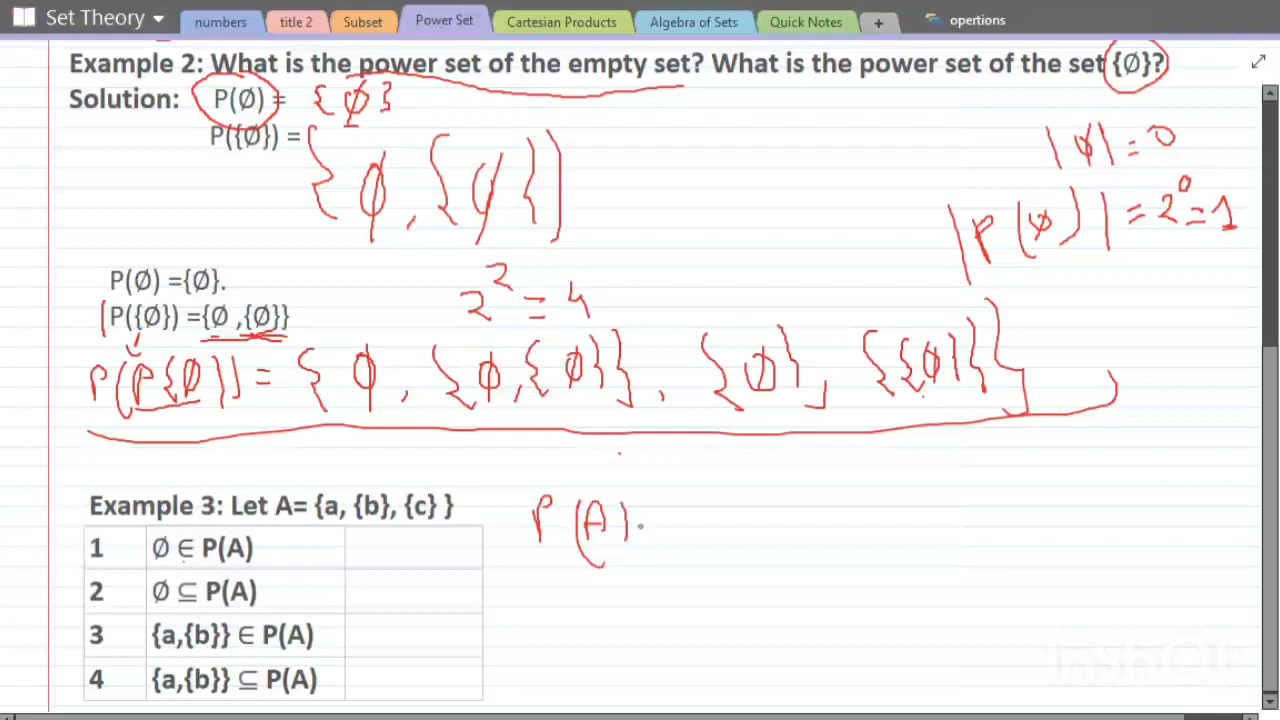 Set Theory
numbers title 2 Subset Power Set Cartesian Products Algebra of Sets Quick Notes + opertions
Example 2: What is the power set of the empty set? What is the power set of the set {Ø}?
Solution: P(Ø) = {Ø}
P({Ø}) = {Ø, {Ø}}
|Ø| = 0
|P(Ø)| = 2⁰ = 1
P(Ø) ={Ø}.
2² = 4
P({Ø}) ={Ø ,{Ø}}
P(P{Ø}) = {Ø, {Ø,{Ø}}, {Ø}, {{Ø}}}
Example 3: Let A= {a, {b}, {c} }
P(A)
1 Ø ∈ P(A)
2 Ø ⊆ P(A)
3 {a,{b}} ∈ P(A)
4 {a,{b}} ⊆ P(A)